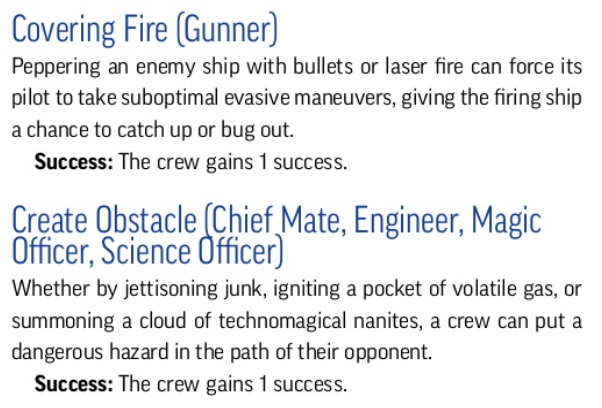 Covering Fire (Gunner)
Peppering an enemy ship with bullets or laser fire can force its
pilot to take suboptimal evasive maneuvers, giving the firing ship
a chance to catch up or bug out.
Success: The crew gains 1 success.
Create Obstacle (Chief Mate, Engineer, Magic
Officer, Science Officer)
Whether by jettisoning junk, igniting a pocket of volatile gas, or
summoning a cloud of technomagical nanites, a crew can put a
dangerous hazard in the path of their opponent.
Success: The crew gains 1 success.